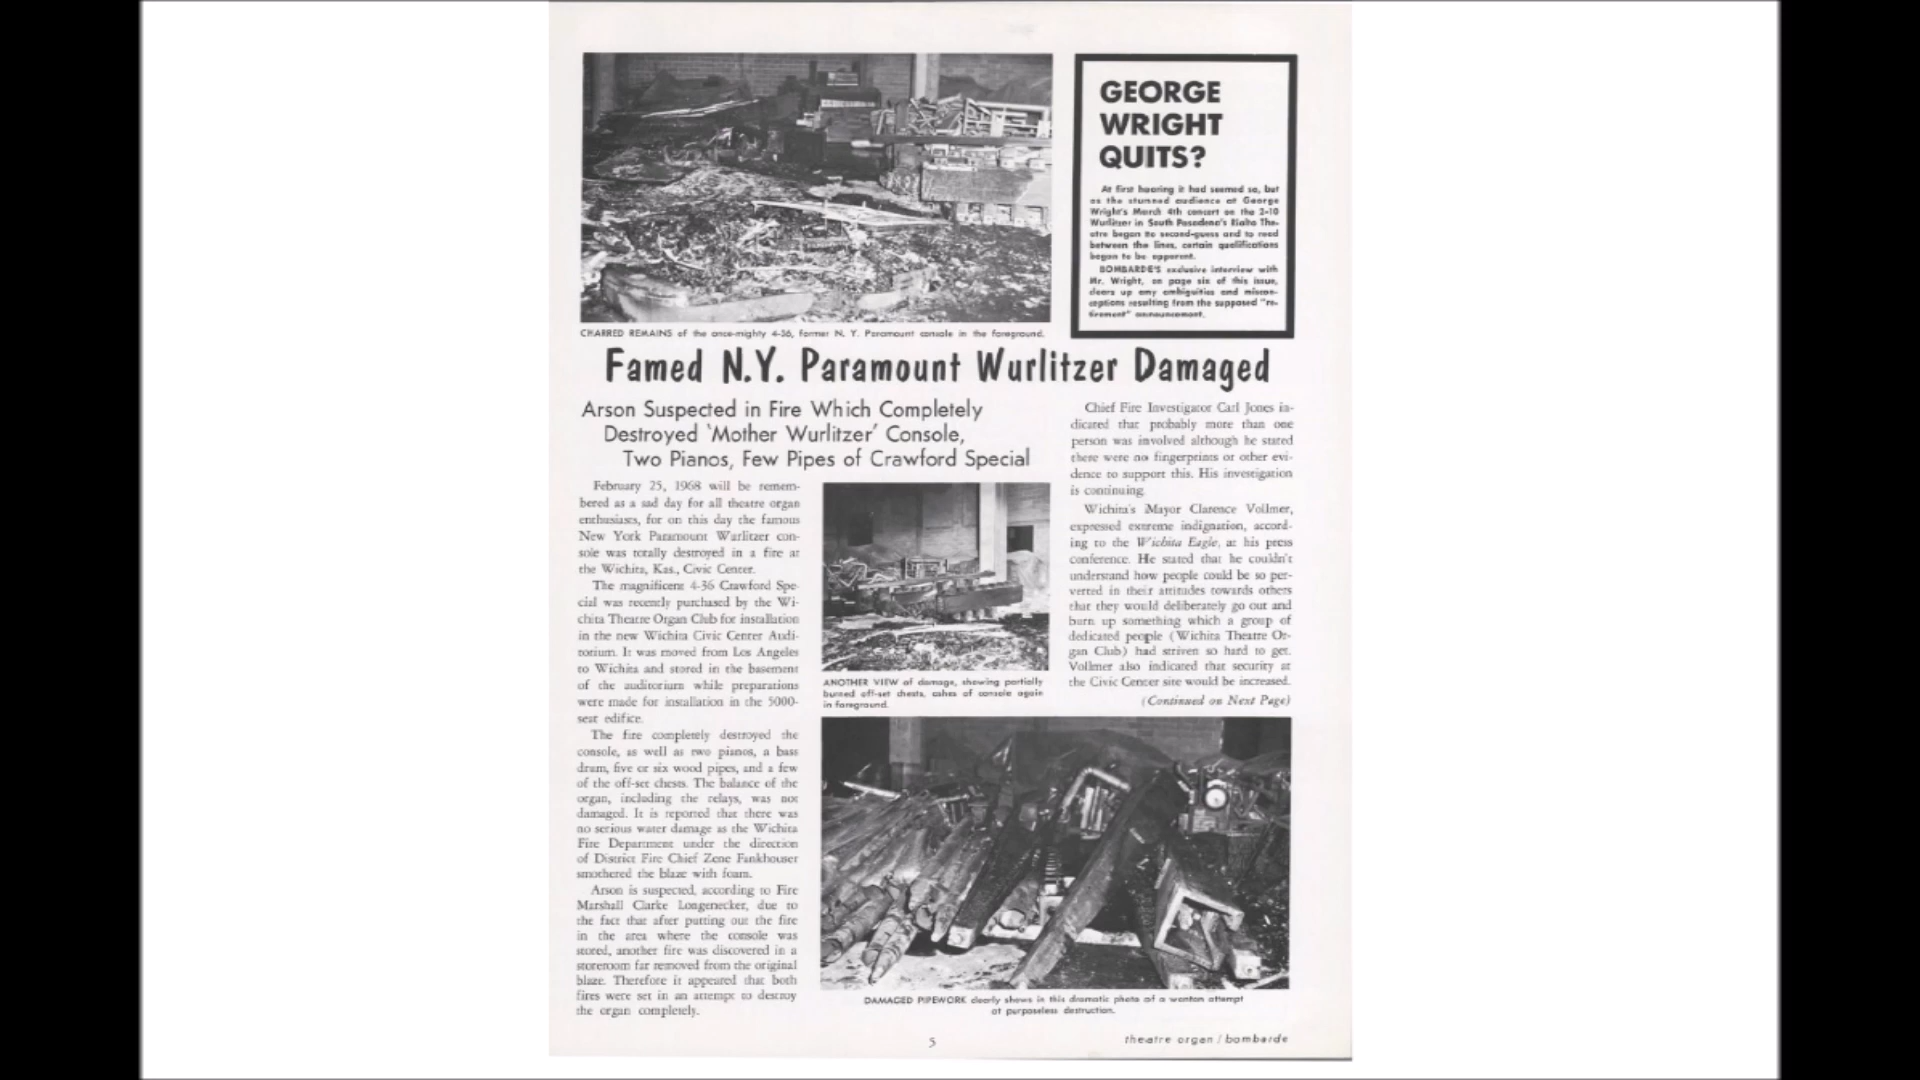 CHARRED REMAINS of the once-mighty 4-36, former N. Y. Paramount console in the foreground.
GEORGE
WRIGHT
QUITS?
At first hearing it had seemed so, but
as the stunned audience at George
Wright's March 4th concert on the 2-10
Wurlitzer in South Pasadena's Rialto The-
atre began to second-guess and to read
between the lines, certain qualifications
began to be apparent.
BOMBARDE'S exclusive interview with
Mr. Wright, on page six of this issue,
clears up any ambiguities and miscon-
ceptions resulting from the supposed "re-
tirement" announcement.
Famed N.Y. Paramount Wurlitzer Damaged
Arson Suspected in Fire Which Completely
Destroyed 'Mother Wurlitzer' Console,
Two Pianos, Few Pipes of Crawford Special
February 25, 1968 will be remem-
bered as a sad day for all theatre organ
enthusiasts, for on this day the famous
New York Paramount Wurlitzer con-
sole was totally destroyed in a fire at
the Wichita, Kas., Civic Center.
The magnificent 4-36 Crawford Spe-
cial was recently purchased by the Wi-
chita Theatre Organ Club for installation
in the new Wichita Civic Center Audi-
torium. It was moved from Los Angeles
to Wichita and stored in the basement
of the auditorium while preparations
were made for installation in the 5000-
seat edifice.
The fire completely destroyed the
console, as well as two pianos, a bass
drum, five or six wood pipes, and a few
of the off-set chests. The balance of the
organ, including the relays, was not
damaged. It is reported that there was
no serious water damage as the Wichita
Fire Department under the direction
of District Fire Chief Zene Fankhouser
smothered the blaze with foam.
Arson is suspected, according to Fire
Marshall Clarke Longenecker, due to
the fact that after putting out the fire
in the area where the console was
stored, another fire was discovered in a
storeroom far removed from the original
blaze. Therefore it appeared that both
fires were set in an attempt to destroy
the organ completely.
ANOTHER VIEW of damage, showing partially
burned off-set chests, ashes of console again
in foreground.
Chief Fire Investigator Carl Jones in-
dicated that probably more than one
person was involved although he stated
there were no fingerprints or other evi-
dence to support this. His investigation
is continuing.
Wichita's Mayor Clarence Vollmer,
expressed extreme indignation, accord-
ing to the Wichita Eagle, at his press
conference. He stated that he couldn't
understand how people could be so per-
verted in their attitudes towards others
that they would deliberately go out and
burn up something which a group of
dedicated people (Wichita Theatre Or-
gan Club) had striven so hard to get.
Vollmer also indicated that security at
the Civic Center site would be increased.
(Continued on Next Page)
DAMAGED PIPEWORK clearly shows in this dramatic photo of a wanton attempt
at purposeless destruction.
5
theatre organ / bombarde